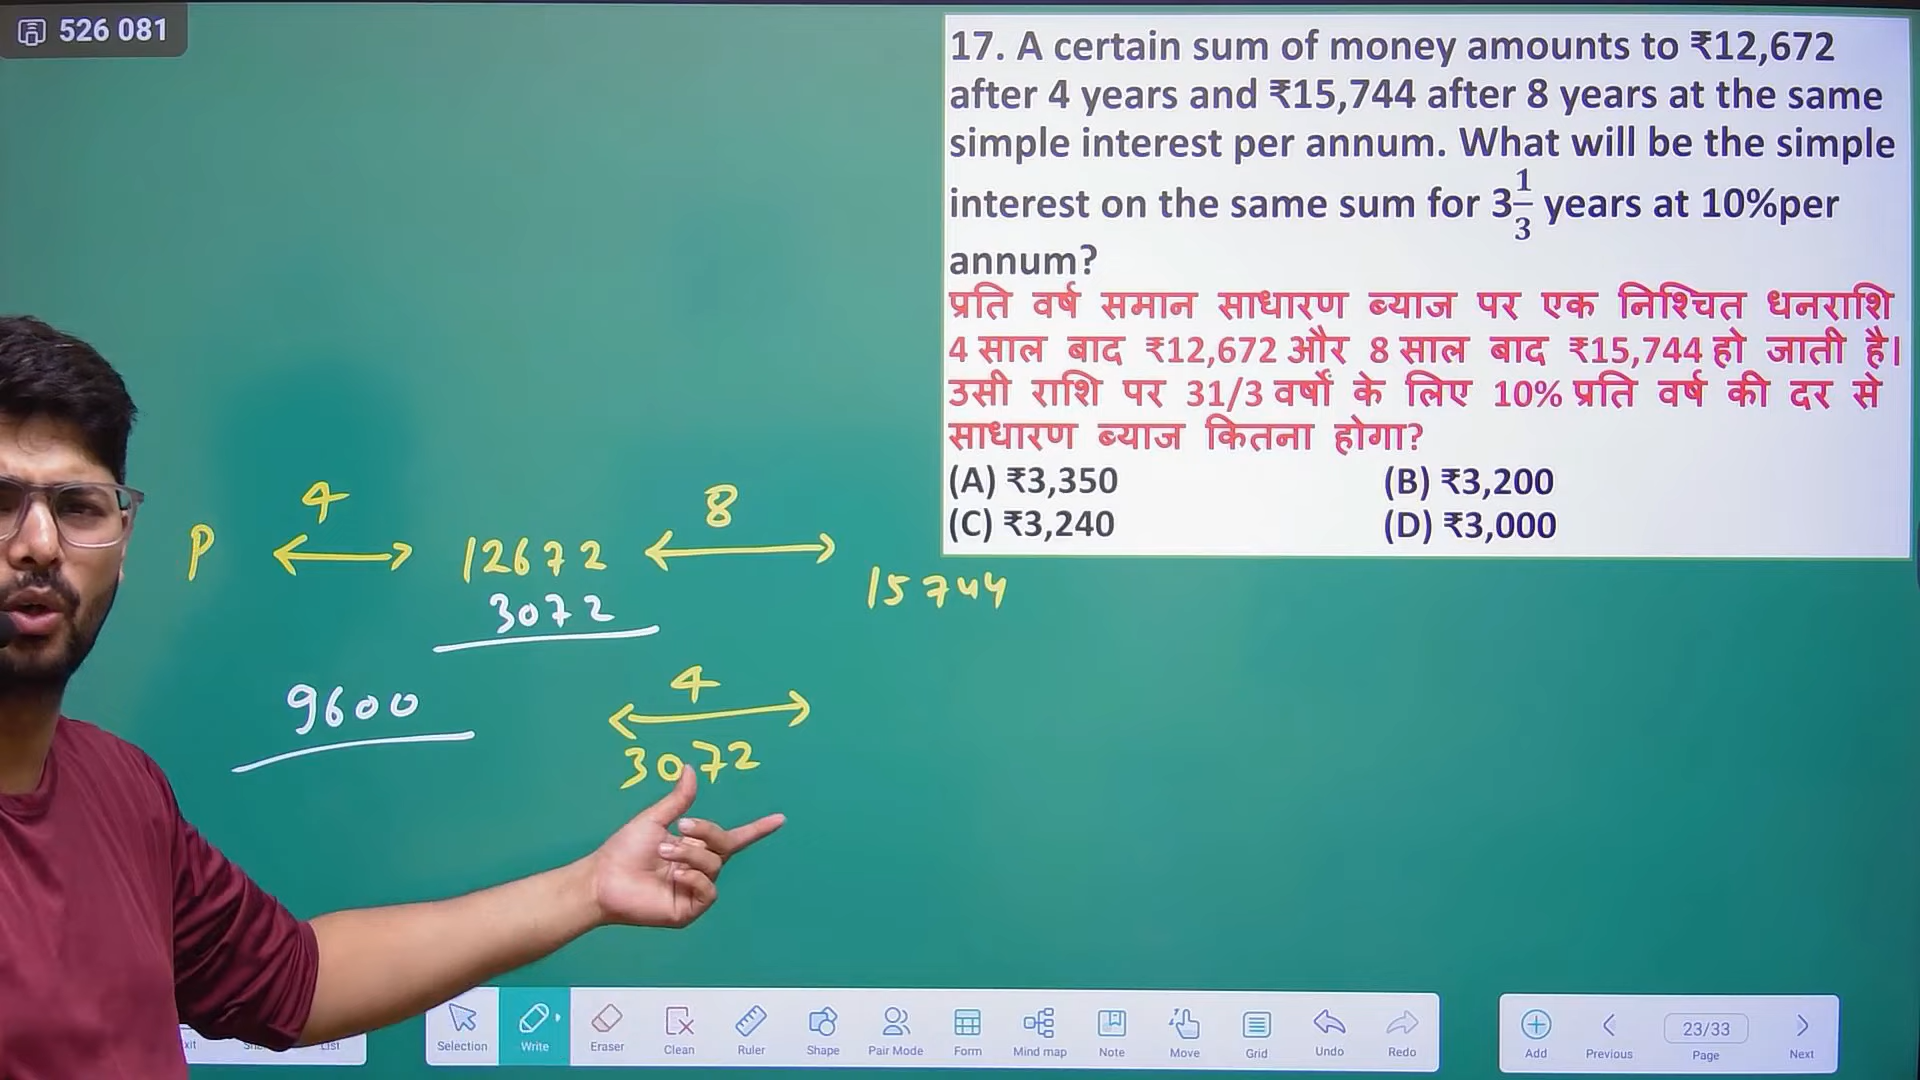 526 081
17. A certain sum of money amounts to ₹12,672
after 4 years and ₹15,744 after 8 years at the same
simple interest per annum. What will be the simple
interest on the same sum for 3 1/3 years at 10%per
annum?
प्रति वर्ष समान साधारण ब्याज पर एक निश्चित धनराशि
4 साल बाद ₹12,672 और 8 साल बाद ₹15,744 हो जाती है।
उसी राशि पर 31/3 वर्षों के लिए 10% प्रति वर्ष की दर से
साधारण ब्याज कितना होगा?
(A) ₹3,350 (B) ₹3,200
(C) ₹3,240 (D) ₹3,000
4 8
P 12672 15744
3072
9600
4
3072
List
Selection Write Eraser Clean Ruler Shape Pair Mode Form Mind map Note Move Grid Undo Redo
Add Previous 23/33 Page Next